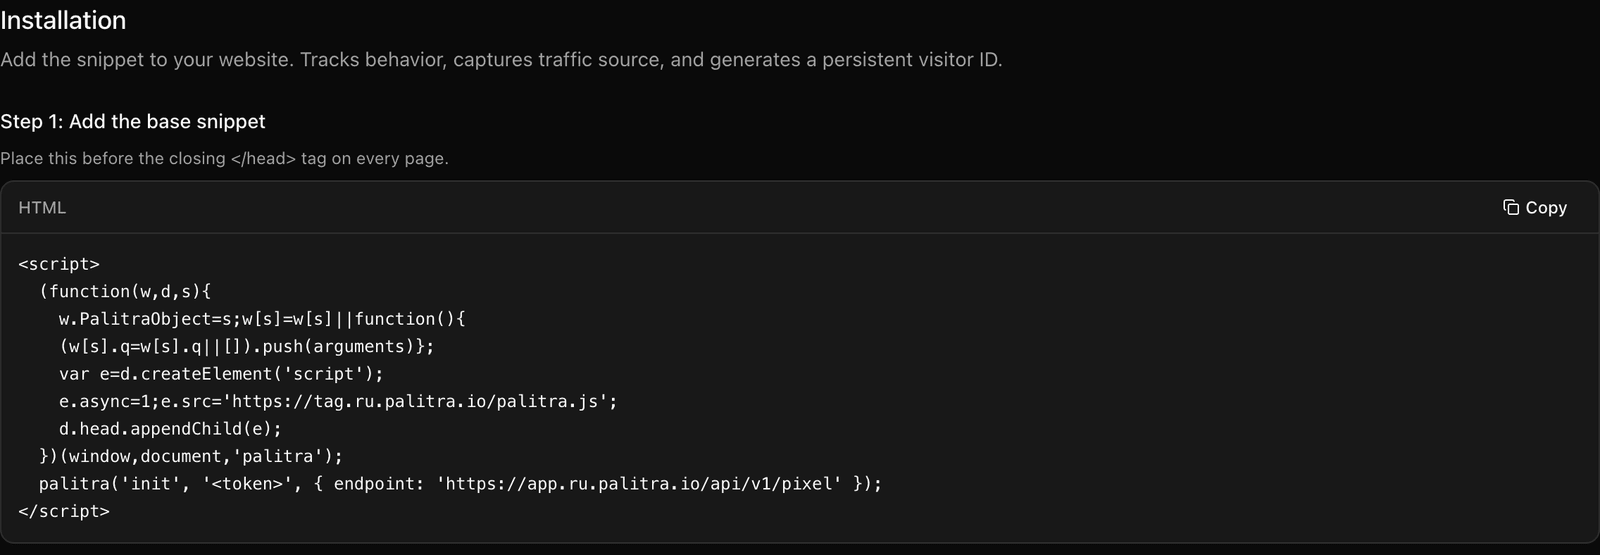 Installation
Add the snippet to your website. Tracks behavior, captures traffic source, and generates a persistent visitor ID.
Step 1: Add the base snippet
Place this before the closing </head> tag on every page.
HTML
Copy
<script>
  (function(w,d,s){
    w.PalitraObject=s;w[s]=w[s]||function(){
    (w[s].q=w[s].q||[]).push(arguments)};
    var e=d.createElement('script');
    e.async=1;e.src='https://tag.ru.palitra.io/palitra.js';
    d.head.appendChild(e);
  })(window,document,'palitra');
  palitra('init', '<token>', { endpoint: 'https://app.ru.palitra.io/api/v1/pixel' });
</script>